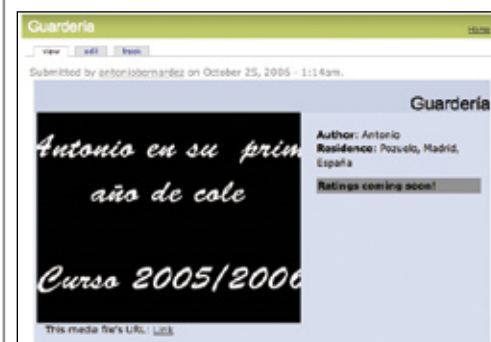 Guarderia
Home
view edit track
Submitted by antoniobernardez on October 25, 2006 - 1:14am.
Guarderia
Antonio en su prim
año de cole
Curso 2005/2006
Author: Antonio
Residence: Pozuelo, Madrid,
España
Ratings coming soon!
This media file's URL: Link